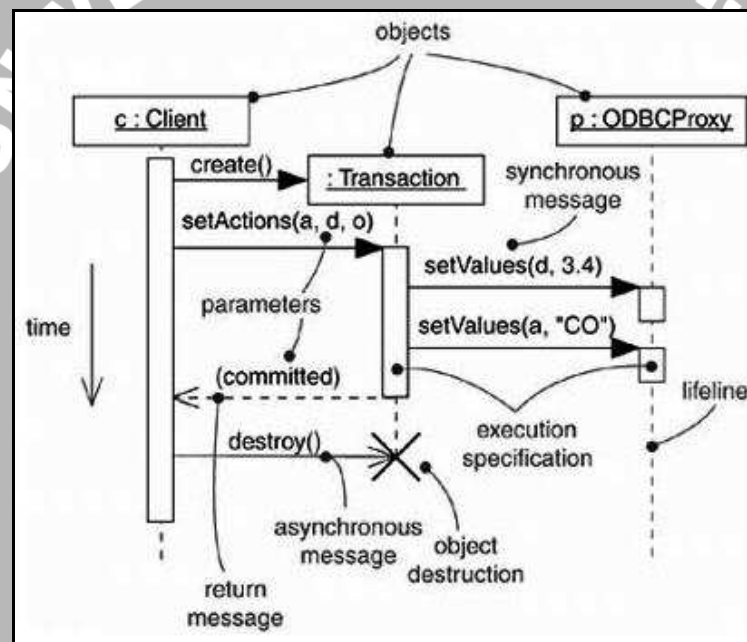 objects
c : Client
p : ODBCProxy
create()
: Transaction
synchronous
message
setActions(a, d, o)
setValues(d, 3.4)
parameters
time
setValues(a, "CO")
(committed)
lifeline
execution
specification
destroy()
asynchronous
message
object
destruction
return
message